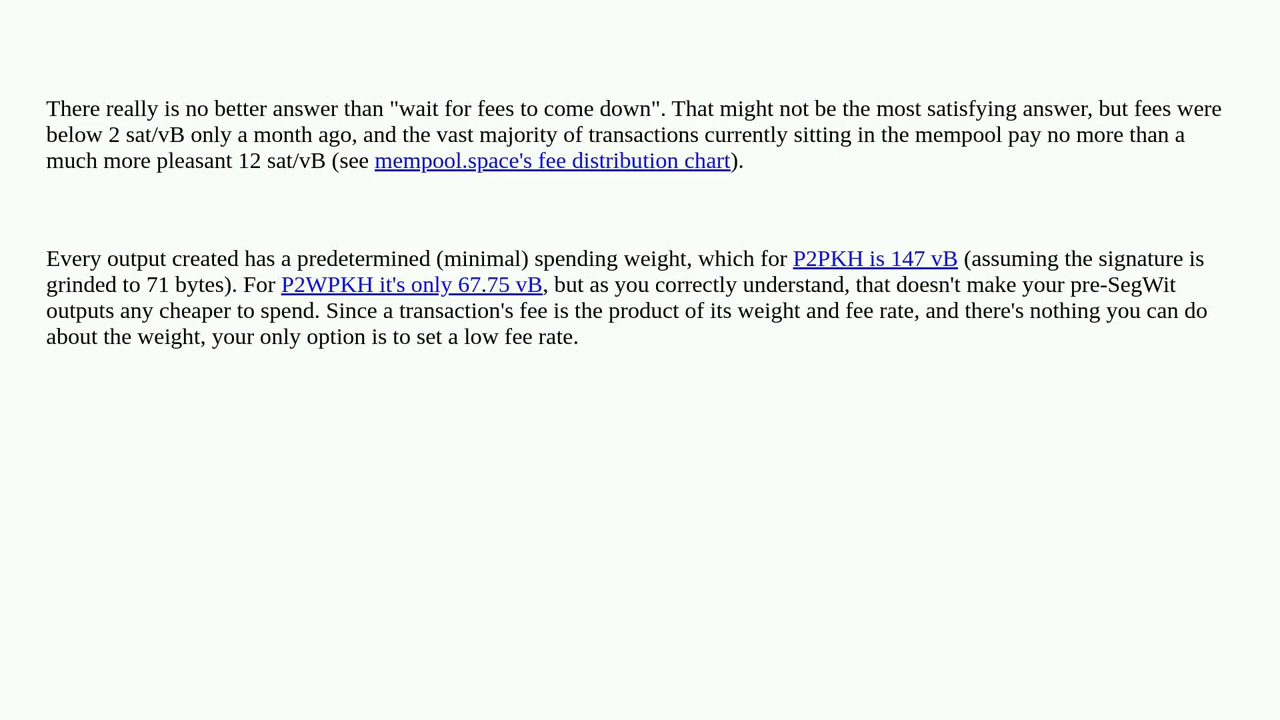 There really is no better answer than "wait for fees to come down". That might not be the most satisfying answer, but fees were
below 2 sat/vB only a month ago, and the vast majority of transactions currently sitting in the mempool pay no more than a
much more pleasant 12 sat/vB (see mempool.space's fee distribution chart).
Every output created has a predetermined (minimal) spending weight, which for P2PKH is 147 vB (assuming the signature is
grinded to 71 bytes). For P2WPKH it's only 67.75 vB, but as you correctly understand, that doesn't make your pre-SegWit
outputs any cheaper to spend. Since a transaction's fee is the product of its weight and fee rate, and there's nothing you can do
about the weight, your only option is to set a low fee rate.